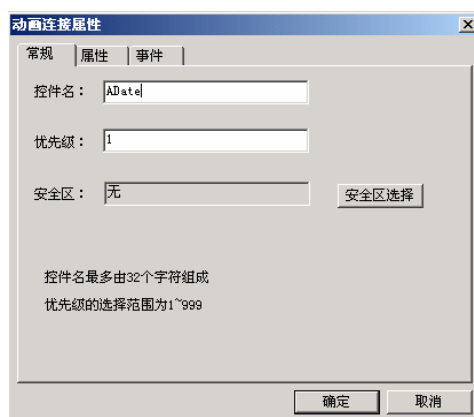 动画连接属性
常规 属性 事件
控件名： ADate
优先级： 1
安全区： 无 安全区选择
控件名最多由32个字符组成
优先级的选择范围为1~999
确定 取消